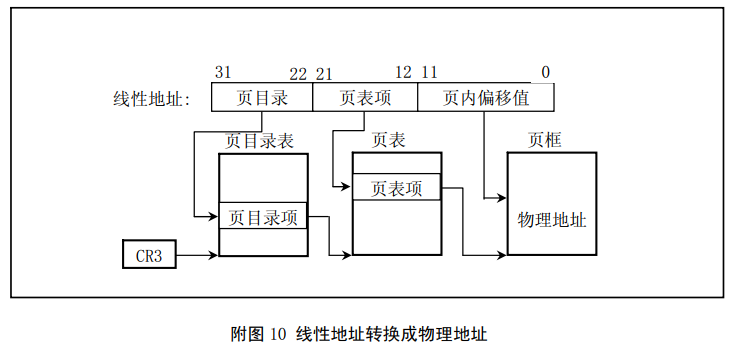 31 22 21 12 11 0
线性地址: 页目录 页表项 页内偏移值
页目录表 页表 页框
页表项
页目录项 物理地址
CR3
附图 10 线性地址转换成物理地址